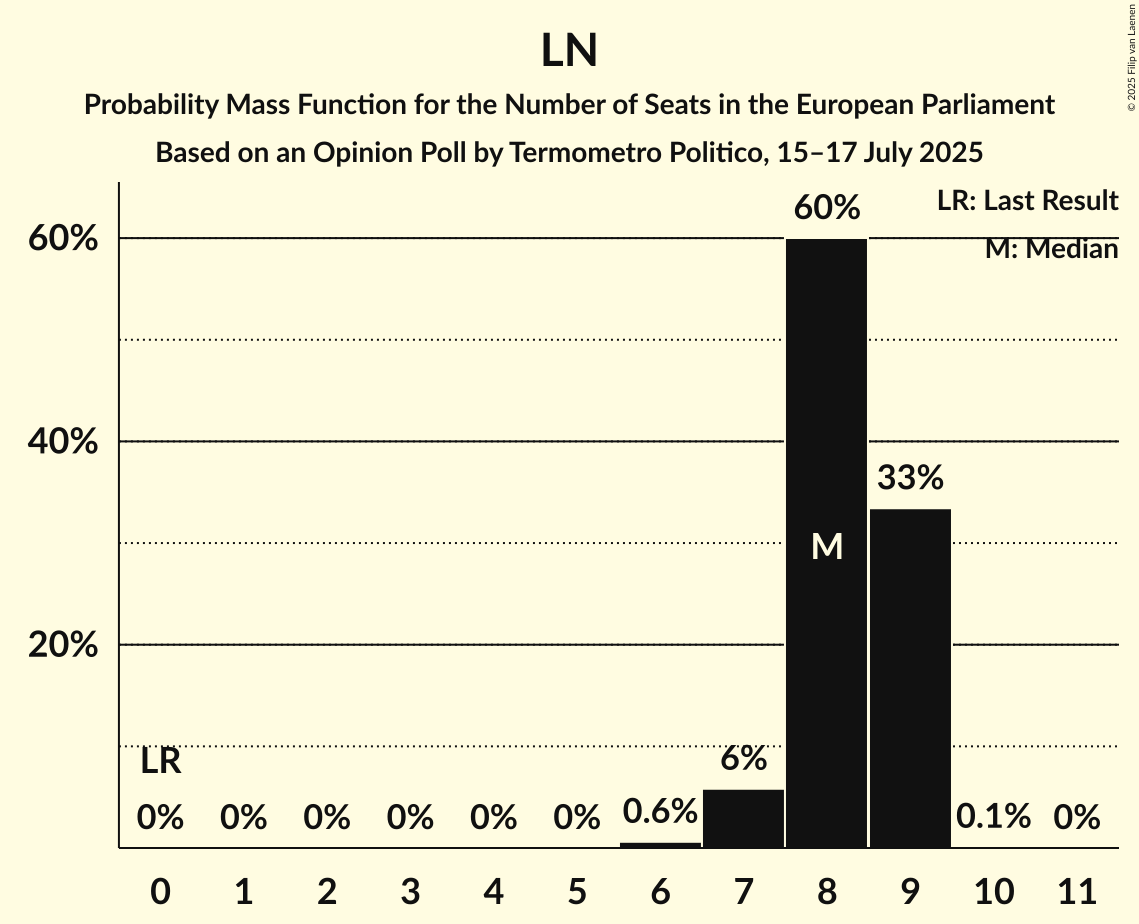 LN
Probability Mass Function for the Number of Seats in the European Parliament
Based on an Opinion Poll by Termometro Politico, 15–17 July 2025
© 2025 Filip van Laenen
LR: Last Result
M: Median
60%
40%
20%
60%
33%
M
LR
6%
0% 0% 0% 0% 0% 0% 0.6% 0.1% 0%
0 1 2 3 4 5 6 7 8 9 10 11